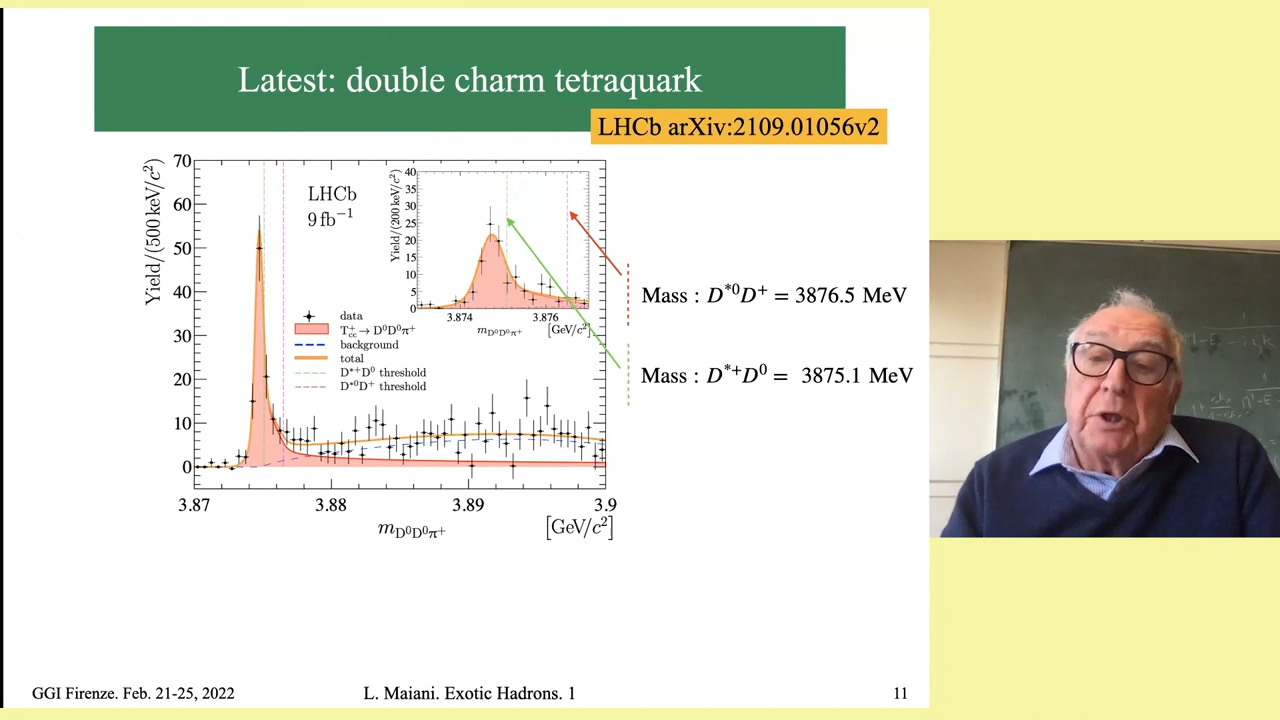 Latest: double charm tetraquark
LHCb arXiv:2109.01056v2
Yield/(500 keV/c²)
70
60
50
40
30
20
10
0
3.87
3.88
3.89
3.9
m_D⁰D⁰π⁺
[GeV/c²]
LHCb
9 fb⁻¹
data
T⁺cc → D⁰D⁰π⁺
background
total
D*⁺D⁰ threshold
D*⁰D⁺ threshold
Yield/(200 keV/c²)
40
35
30
25
20
15
10
5
0
3.874
3.876
m_D⁰D⁰π⁺
[GeV/c²]
Mass : D*⁰D⁺ = 3876.5 MeV
Mass : D*⁺D⁰ = 3875.1 MeV
GGI Firenze. Feb. 21-25, 2022
L. Maiani. Exotic Hadrons. 1
11